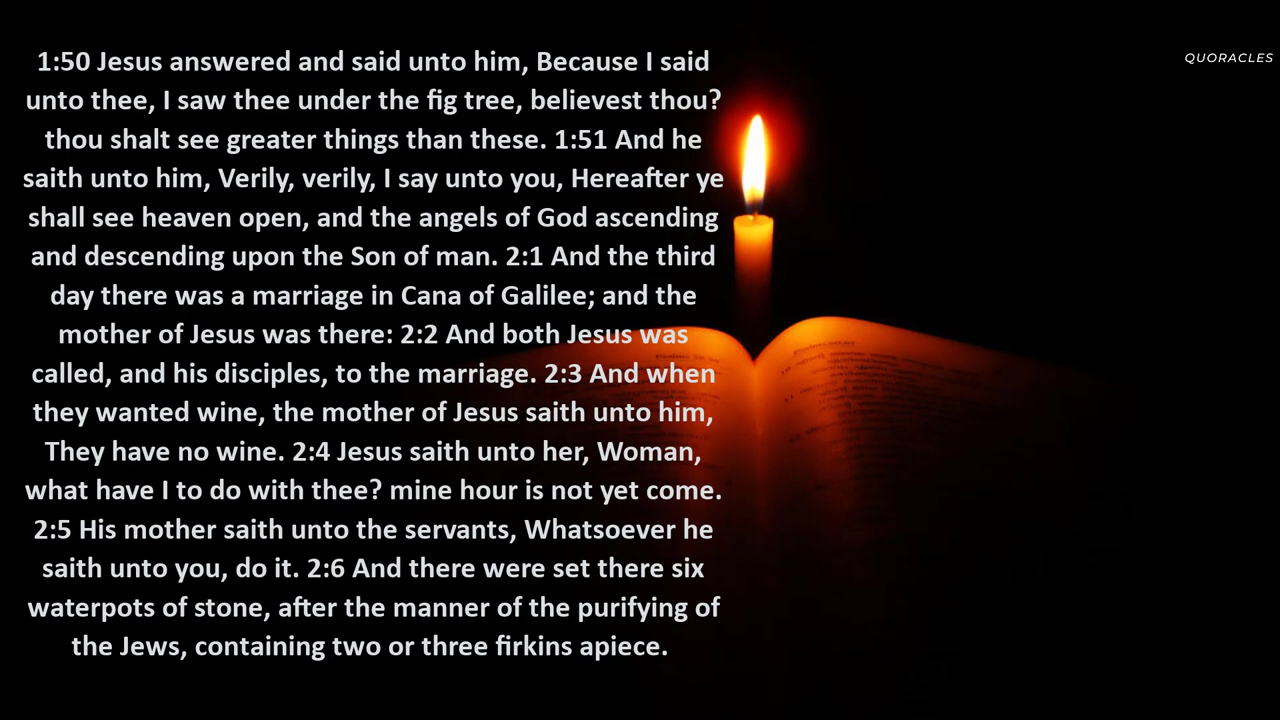 1:50 Jesus answered and said unto him, Because I said
unto thee, I saw thee under the fig tree, believest thou?
thou shalt see greater things than these. 1:51 And he
saith unto him, Verily, verily, I say unto you, Hereafter ye
shall see heaven open, and the angels of God ascending
and descending upon the Son of man. 2:1 And the third
day there was a marriage in Cana of Galilee; and the
mother of Jesus was there: 2:2 And both Jesus was
called, and his disciples, to the marriage. 2:3 And when
they wanted wine, the mother of Jesus saith unto him,
They have no wine. 2:4 Jesus saith unto her, Woman,
what have I to do with thee? mine hour is not yet come.
2:5 His mother saith unto the servants, Whatsoever he
saith unto you, do it. 2:6 And there were set there six
waterpots of stone, after the manner of the purifying of
the Jews, containing two or three firkins apiece.
QUORACLES